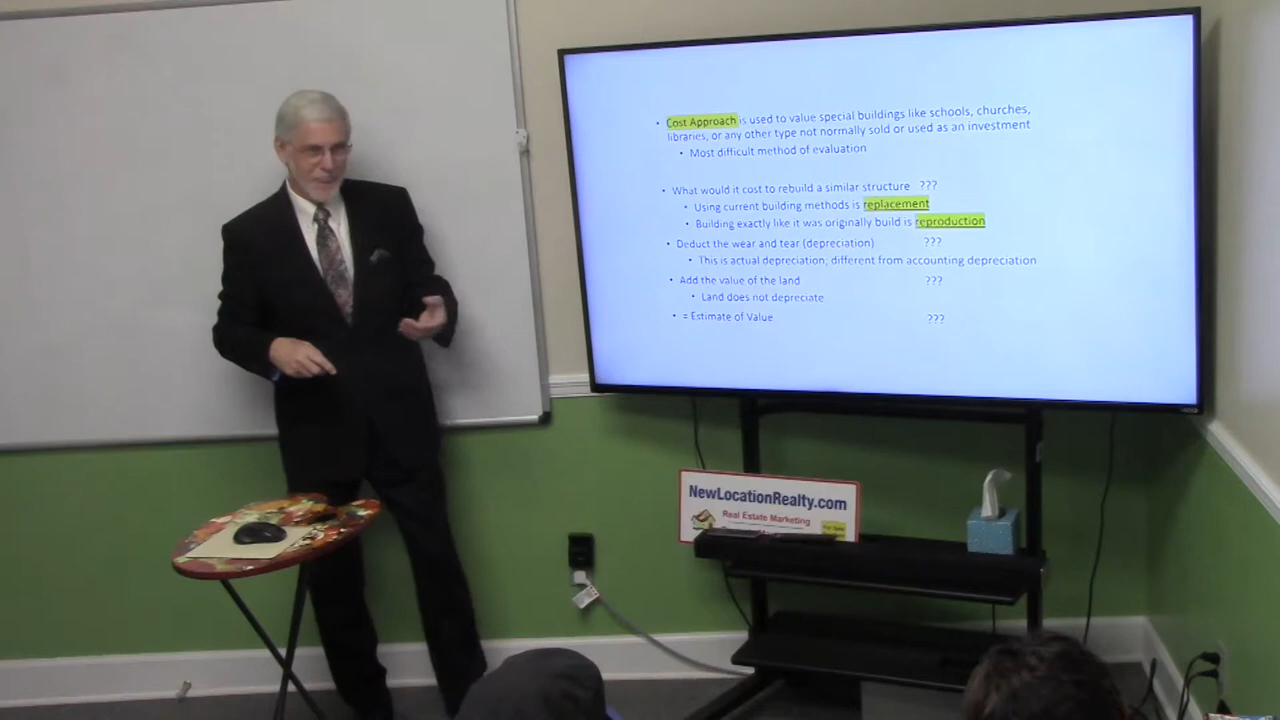 • Cost Approach is used to value special buildings like schools, churches,
libraries, or any other type not normally sold or used as an investment
• Most difficult method of evaluation
• What would it cost to rebuild a similar structure ???
• Using current building methods is replacement
• Building exactly like it was originally build is reproduction
• Deduct the wear and tear (depreciation) ???
• This is actual depreciation; different from accounting depreciation
• Add the value of the land ???
• Land does not depreciate
• = Estimate of Value ???
NewLocationRealty.com
Real Estate Marketing
For Sale